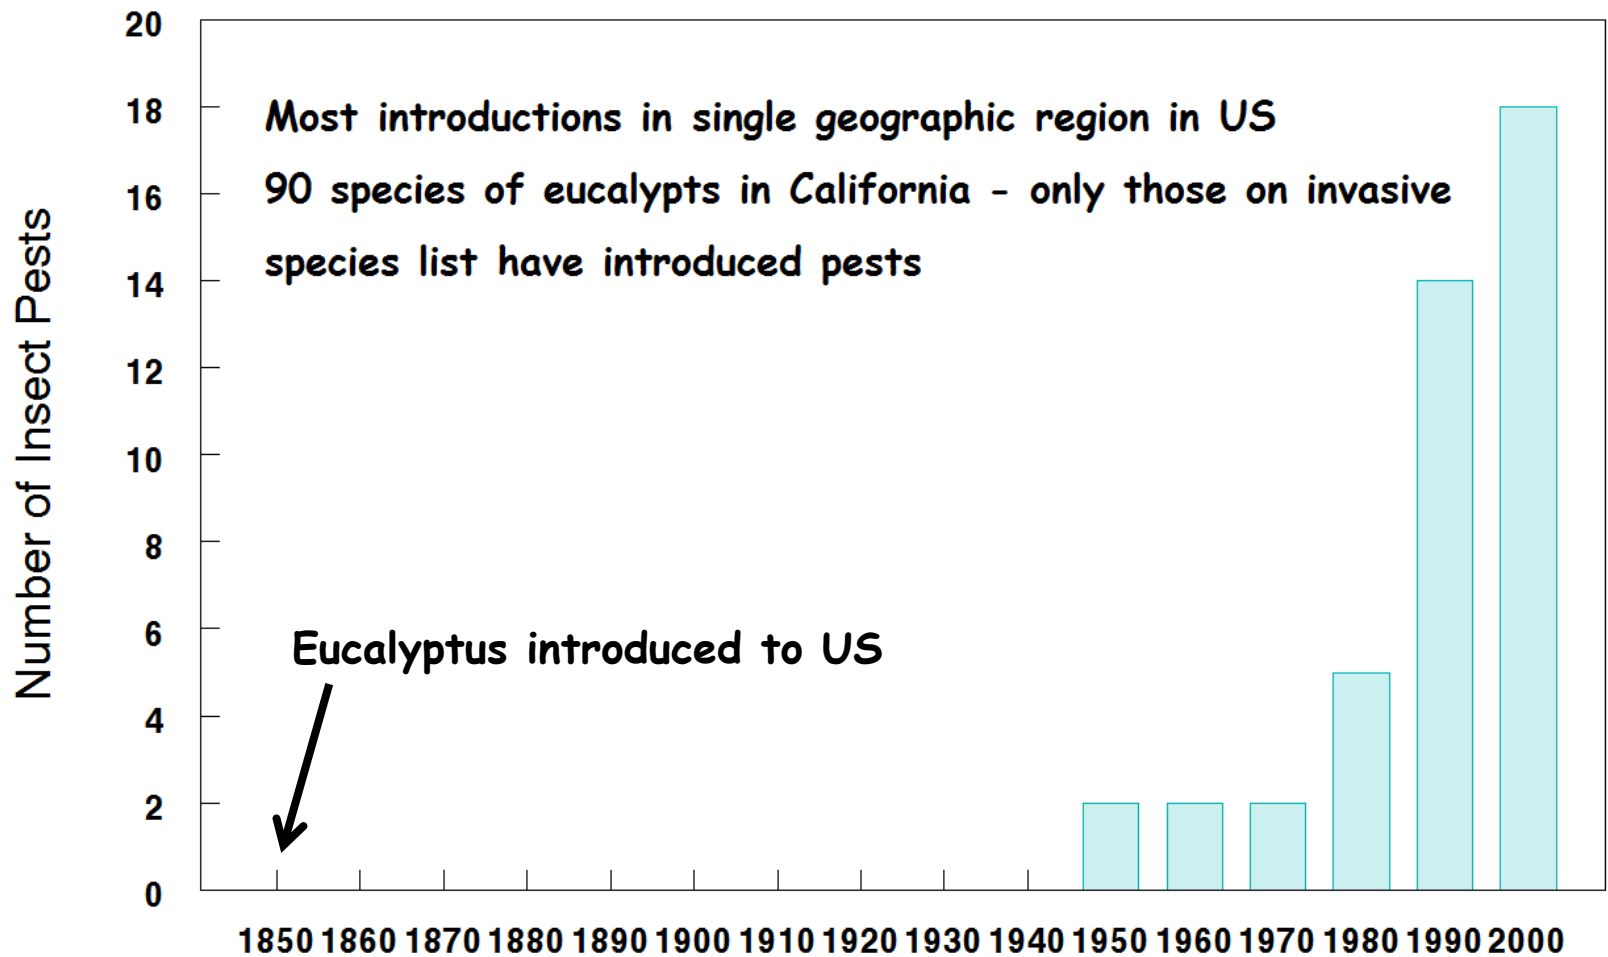 20
18
16
14
12
10
8
6
4
2
0
Number of Insect Pests
Most introductions in single geographic region in US
90 species of eucalypts in California - only those on invasive
species list have introduced pests
Eucalyptus introduced to US
1850 1860 1870 1880 1890 1900 1910 1920 1930 1940 1950 1960 1970 1980 1990 2000